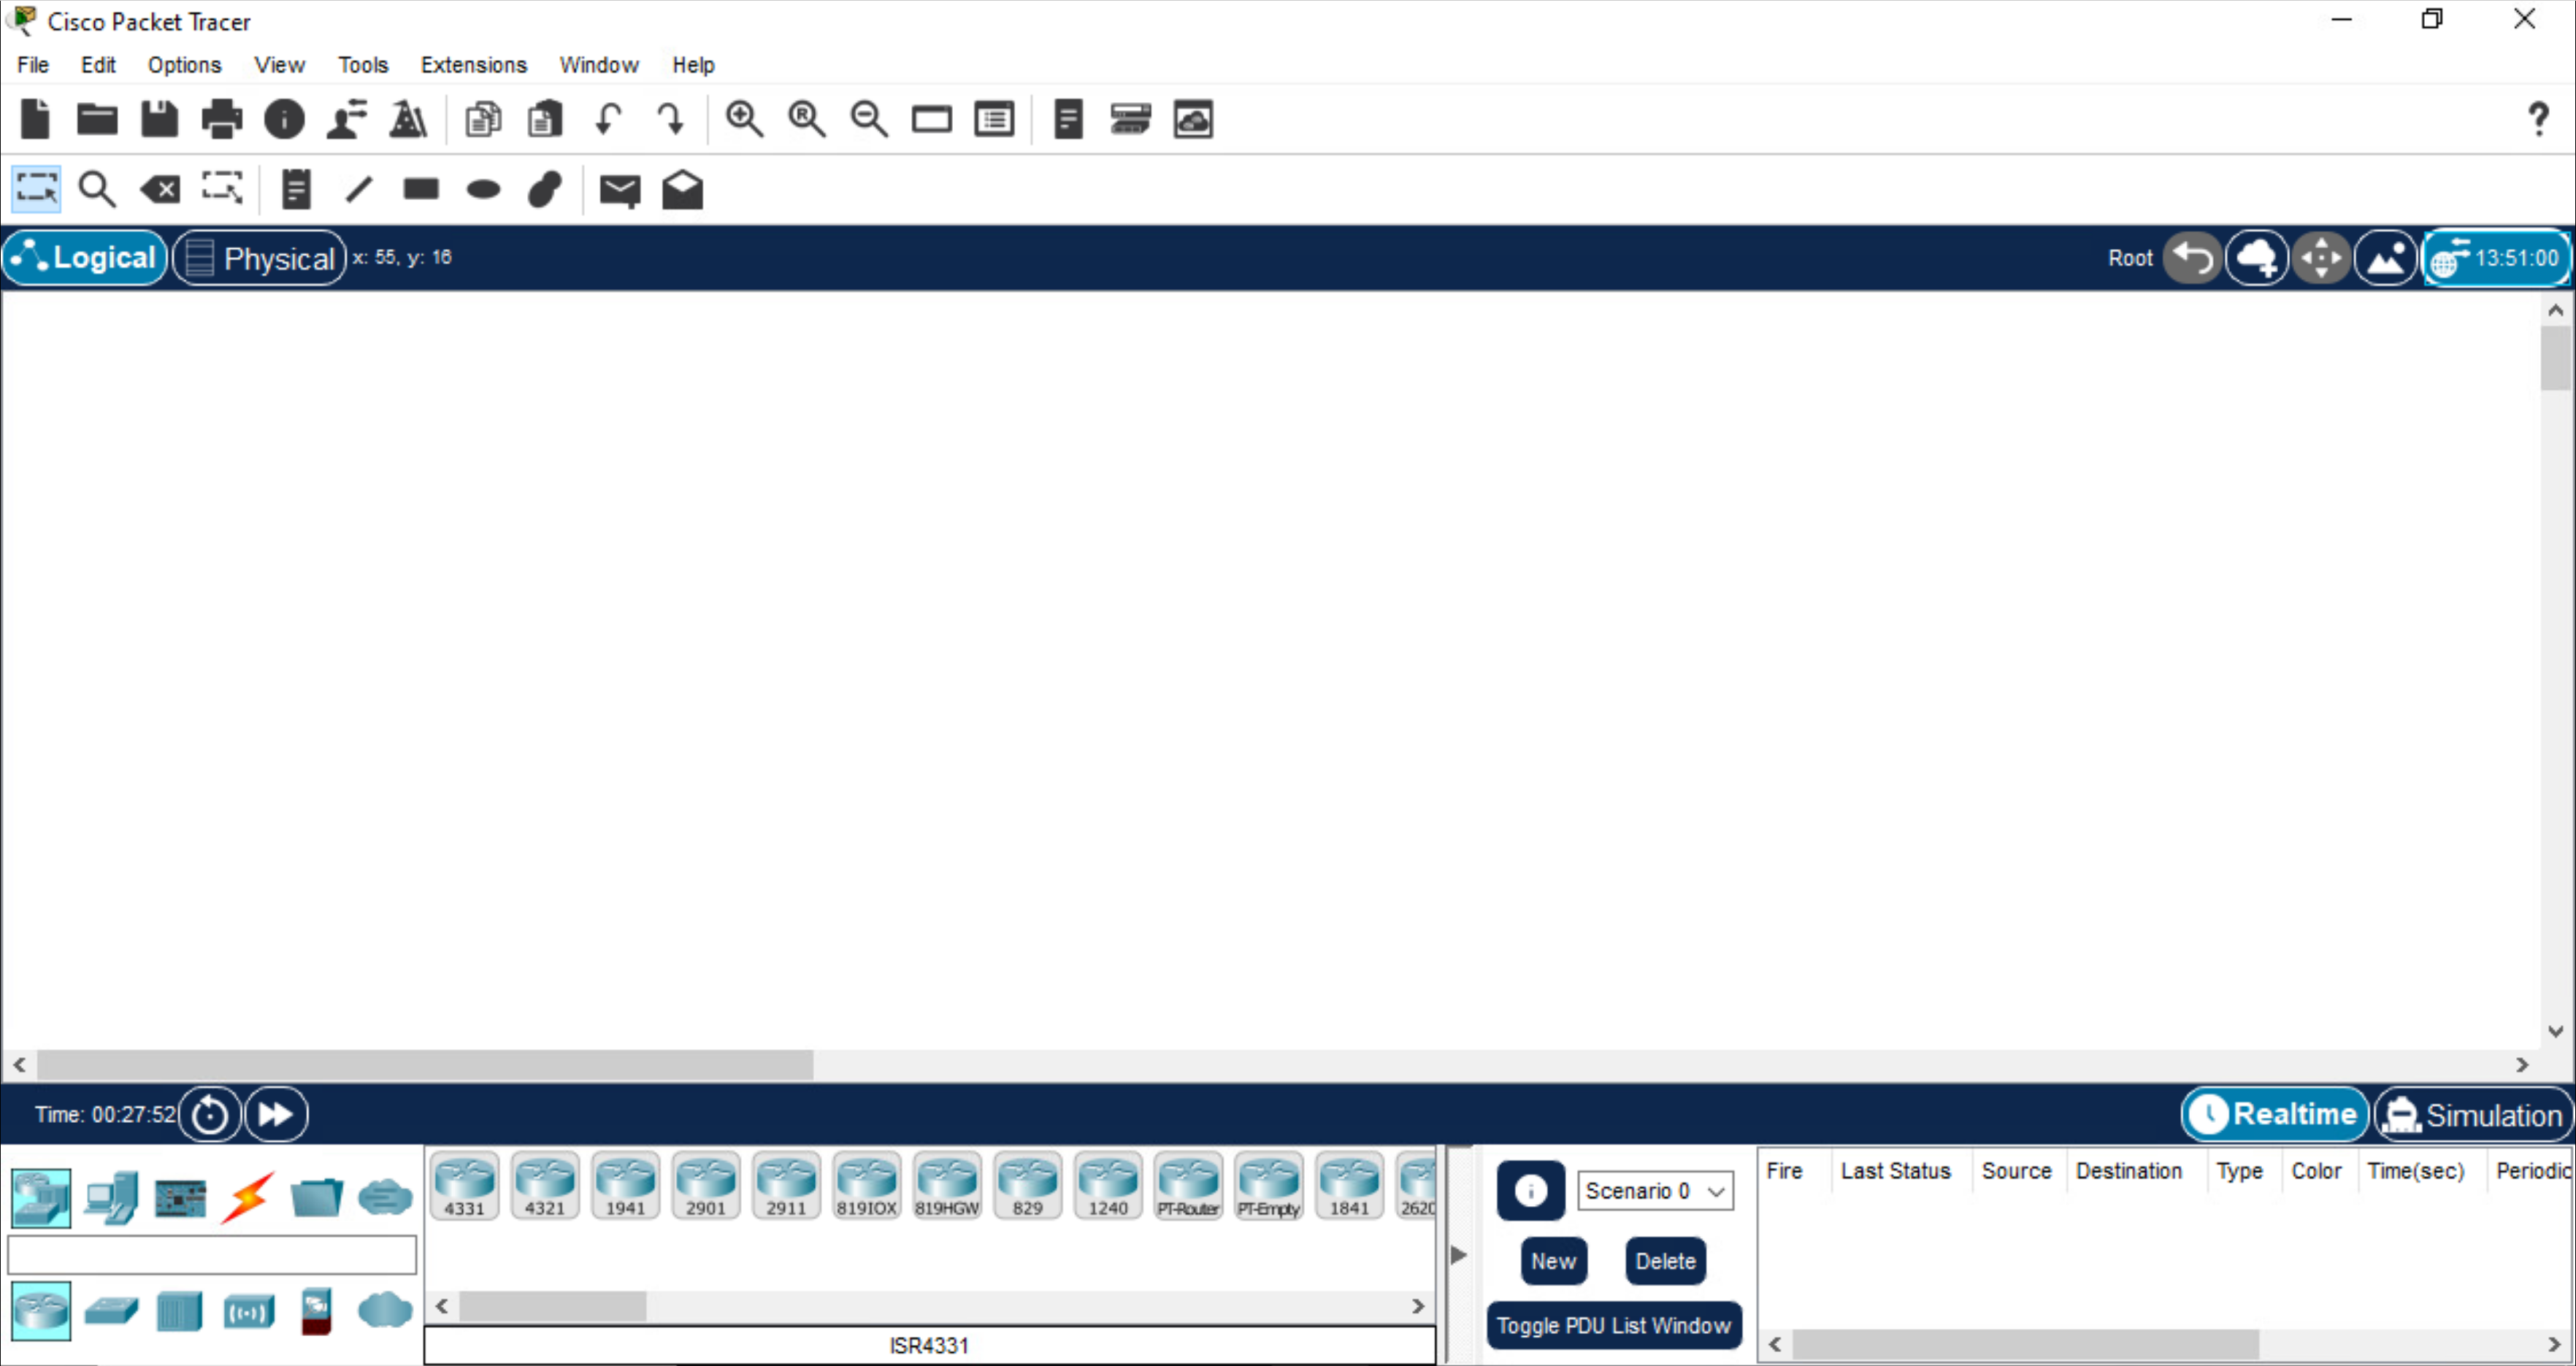 Cisco Packet Tracer
File Edit Options View Tools Extensions Window Help
Logical Physical x: 55, y: 16 Root 13:51:00
Time: 00:27:52 Realtime Simulation
4331 4321 1941 2901 2911 819IOX 819HGW 829 1240 PT-Router PT-Empty 1841 2620
ISR4331
Scenario 0
New Delete
Toggle PDU List Window
Fire Last Status Source Destination Type Color Time(sec) Periodic